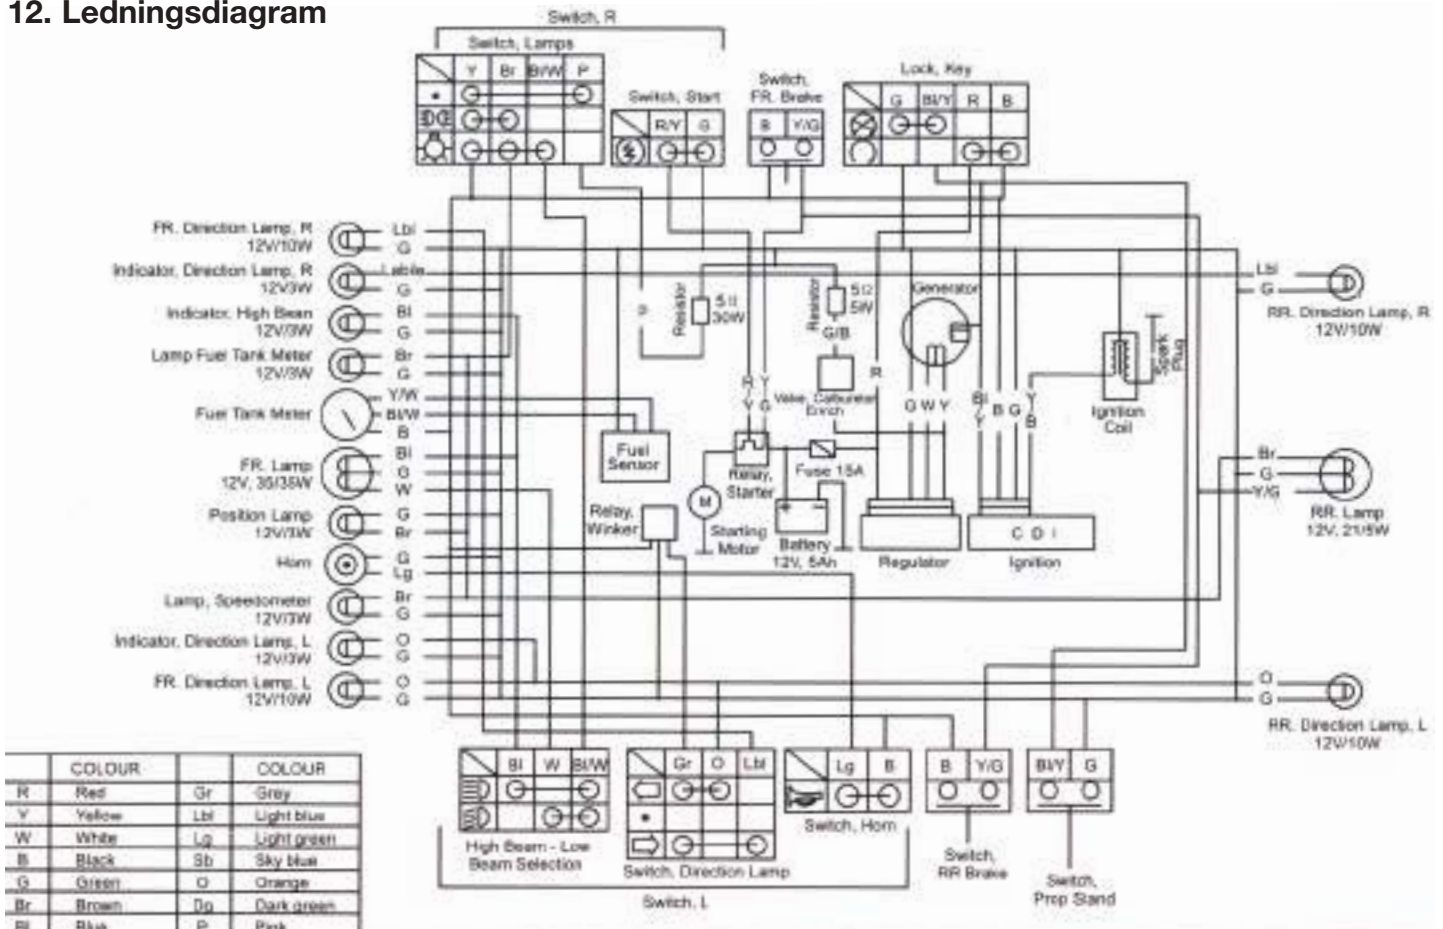 12. Ledningsdiagram
Switch, R
Switch, Lamps
Y Br Bl/W P
Switch, Start
R/Y G
Switch,
FR. Brake
B Y/G
Lock, Key
G Bl/Y R B
FR. Direction Lamp, R
12V/10W
Lbl
G
Indicator, Direction Lamp, R
12V3W
G
Indicator, High Bean
12V/3W
Bl
G
Lamp Fuel Tank Meter
12V/3W
Br
G
Fuel Tank Meter
Y/W
Bl/W
B
FR. Lamp
12V, 35/35W
Bl
G
W
Position Lamp
12V/3W
G
Br
Horn
G
Lg
Lamp, Speedometer
12V/3W
Br
G
Indicator, Direction Lamp, L
12V/3W
O
G
FR. Direction Lamp, L
12V/10W
O
G
Resistor
5Ω
30W
Resistor
5Ω
5W
G/B
Valve, Carburetor
Enrich
Generator
R
G W Y
R/Y
Y/G
Bl/Y
B
G
Y/B
Ignition
Coil
Spark
Plug
Fuel
Sensor
Relay,
Winker
Relay,
Starter
M
Starting
Motor
Fuse 15A
Battery
12V, 5Ah
Regulator
C D I
Ignition
Lbl
G
RR. Direction Lamp, R
12V/10W
Br
G
Y/G
RR. Lamp
12V, 21/5W
O
G
RR. Direction Lamp, L
12V/10W
Bl W Bl/W
High Beam - Low
Beam Selection
Gr O Lbl
Switch, Direction Lamp
Lg B
Switch, Horn
Switch, L
B Y/G
Switch,
RR Brake
Bl/Y G
Switch,
Prop Stand
COLOUR COLOUR
R Red Gr Grey
Y Yellow Lbl Light blue
W White Lg Light green
B Black Sb Sky blue
G Green O Orange
Br Brown Dg Dark green
Bl Blue P Pink